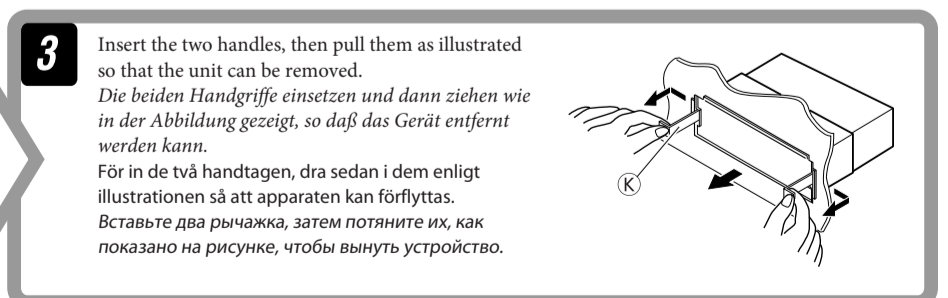 3
Insert the two handles, then pull them as illustrated
so that the unit can be removed.
Die beiden Handgriffe einsetzen und dann ziehen wie
in der Abbildung gezeigt, so daß das Gerät entfernt
werden kann.
För in de två handtagen, dra sedan i dem enligt
illustrationen så att apparaten kan förflyttas.
Вставьте два рычажка, затем потяните их, как
показано на рисунке, чтобы вынуть устройство.
K